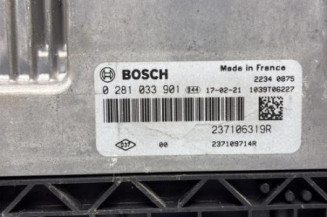 BOSCH
Made in France
2234 0875
0 281 033 901 17-02-21 1039T06227
237106319R
00 237109714R